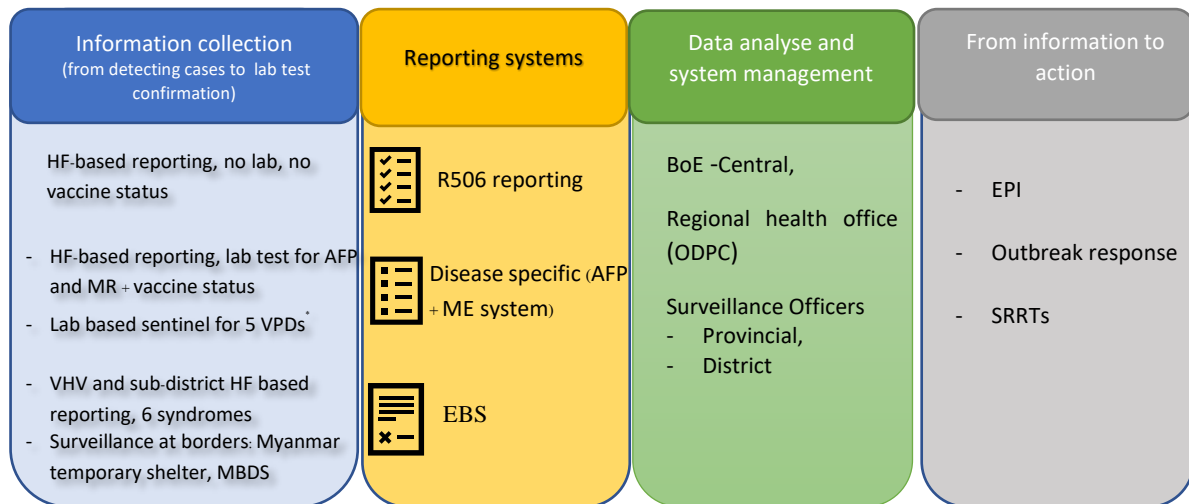 Information collection
(from detecting cases to lab test
confirmation)
HF-based reporting, no lab, no
vaccine status
- HF-based reporting, lab test for AFP
and MR + vaccine status
- Lab based sentinel for 5 VPDs*
- VHV and sub-district HF based
reporting, 6 syndromes
- Surveillance at borders: Myanmar
temporary shelter, MBDS
Reporting systems
R506 reporting
Disease specific (AFP
+ ME system)
EBS
Data analyse and
system management
BoE -Central,
Regional health office
(ODPC)
Surveillance Officers
- Provincial,
- District
From information to
action
- EPI
- Outbreak response
- SRRTs